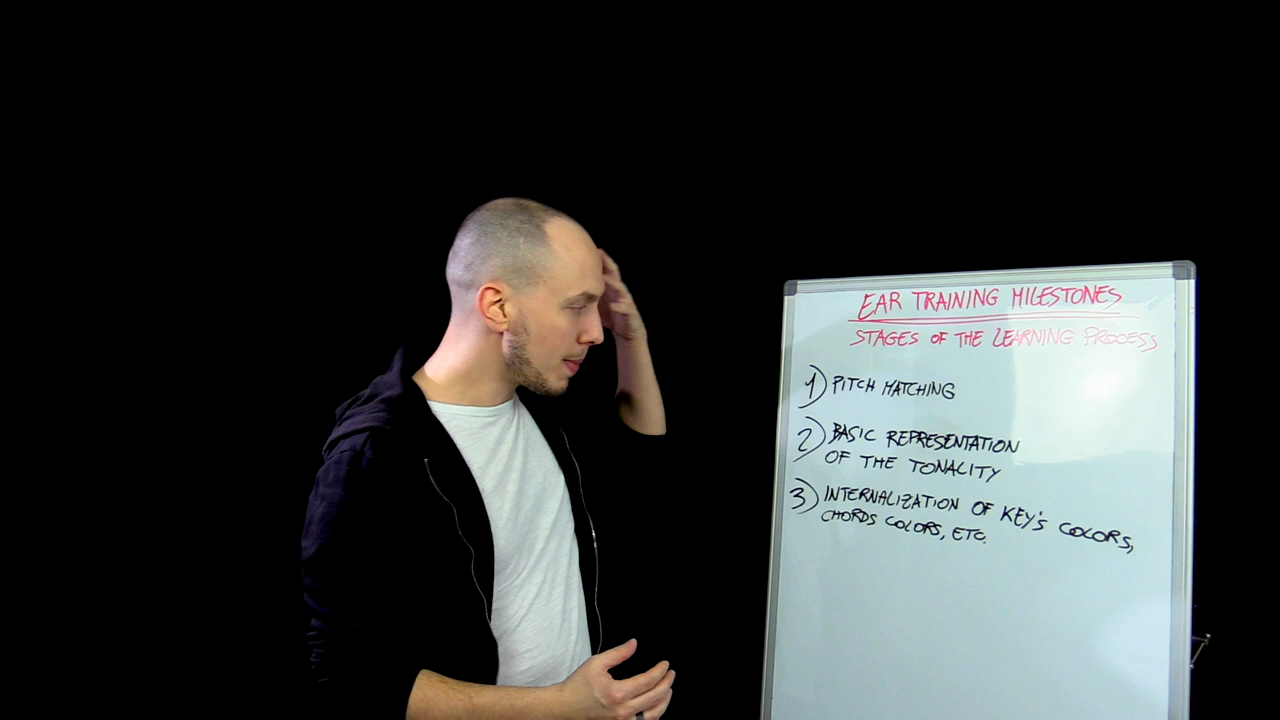 EAR TRAINING MILESTONES
STAGES OF THE LEARNING PROCESS
1) PITCH MATCHING
2) BASIC REPRESENTATION
OF THE TONALITY
3) INTERNALIZATION OF KEY'S COLORS,
CHORDS COLORS, ETC.